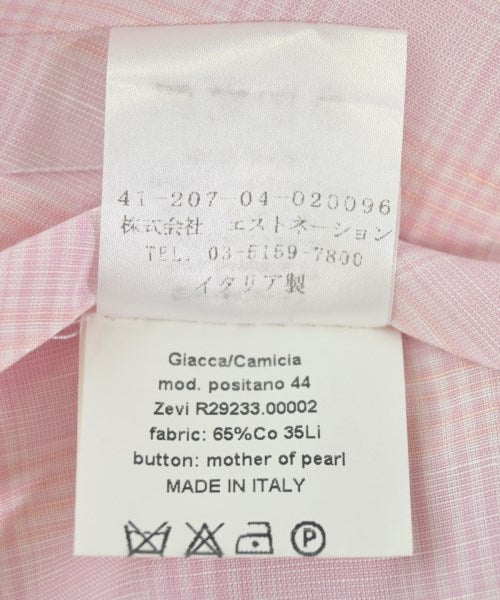 41-207-04-020096
株式会社 エストネーション
TEL. 03-5159-7800
イタリア製
Giacca/Camicia
mod. positano 44
Zevi R29233.00002
fabric: 65%Co 35Li
button: mother of pearl
MADE IN ITALY
P